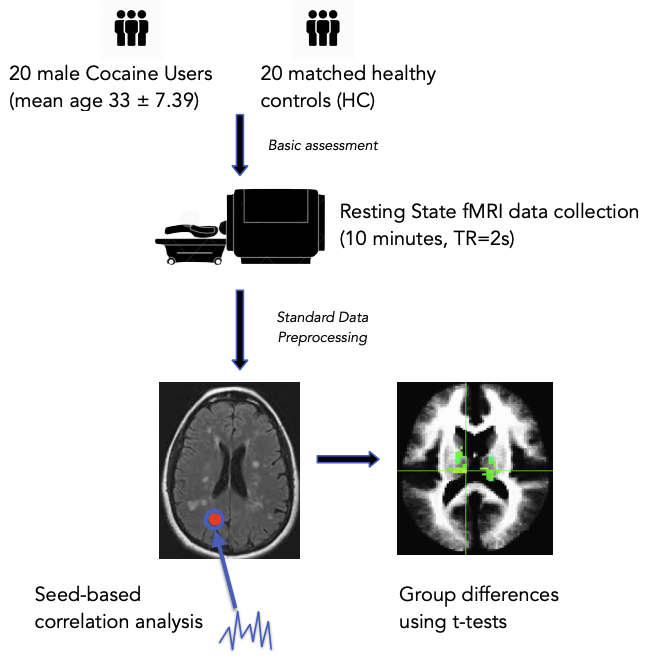 20 male Cocaine Users
(mean age 33 ± 7.39)
20 matched healthy
controls (HC)
Basic assessment
Resting State fMRI data collection
(10 minutes, TR=2s)
Standard Data
Preprocessing
Seed-based
correlation analysis
Group differences
using t-tests